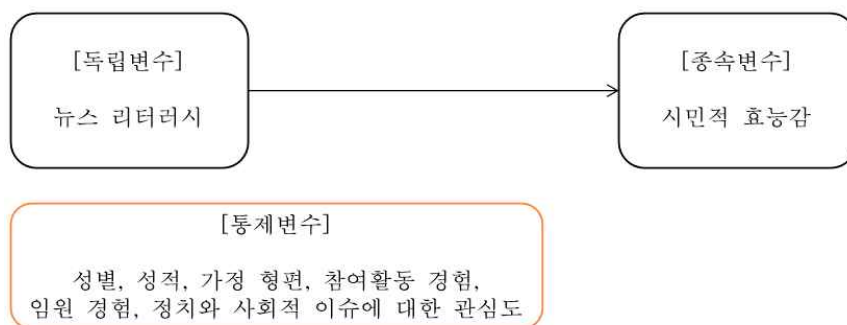 [독립변수]
뉴스 리터러시
[종속변수]
시민적 효능감
[통제변수]
성별, 성적, 가정 형편, 참여활동 경험,
임원 경험, 정치와 사회적 이슈에 대한 관심도